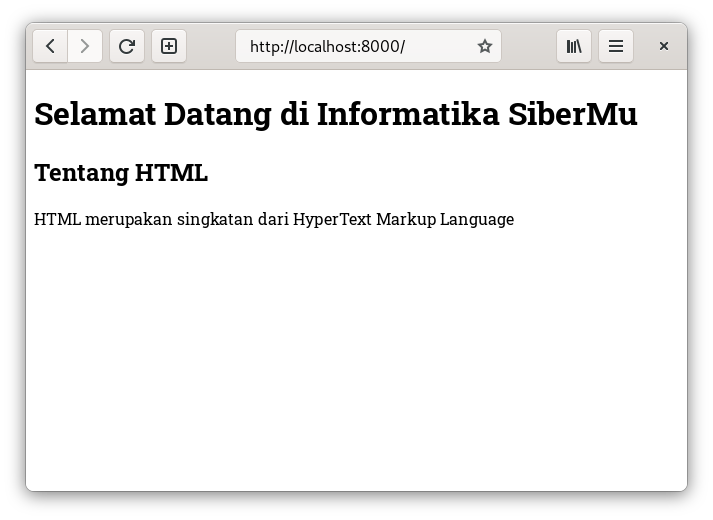 http://localhost:8000/
Selamat Datang di Informatika SiberMu
Tentang HTML
HTML merupakan singkatan dari HyperText Markup Language